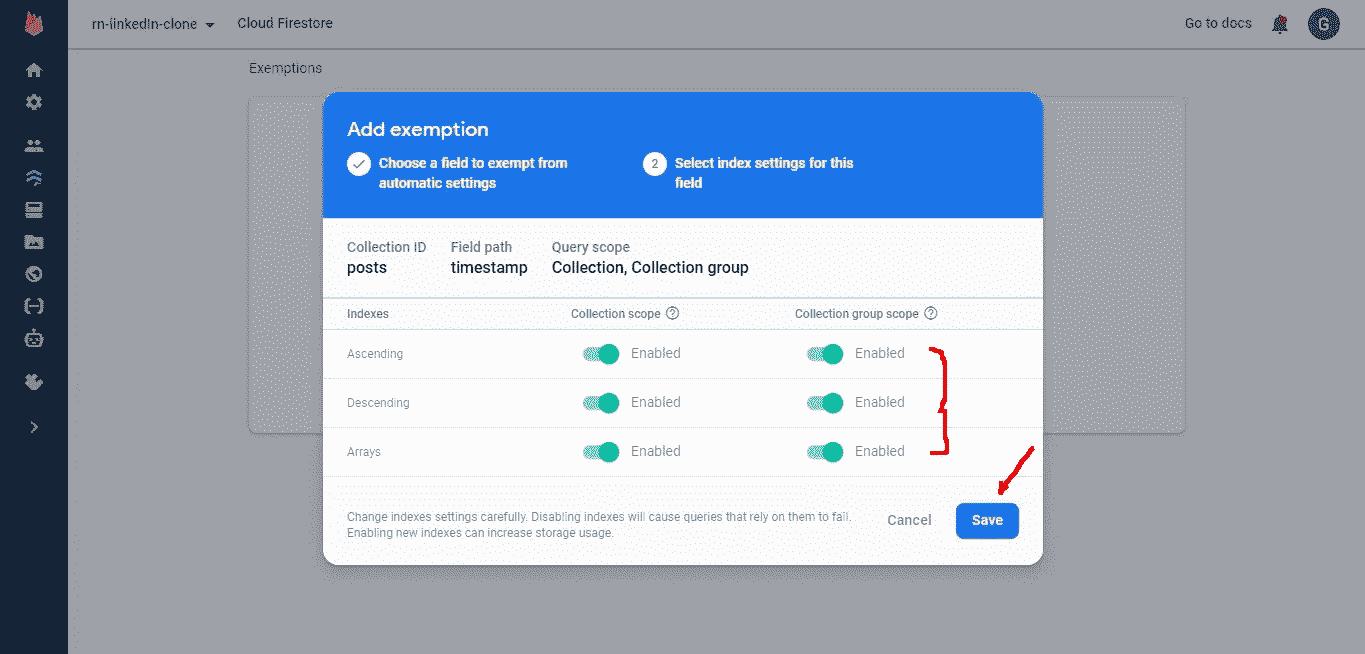 rn-linkedin-clone Cloud Firestore Go to docs G
Exemptions
Add exemption
Choose a field to exempt from
automatic settings
2 Select index settings for this
field
Collection ID Field path Query scope
posts timestamp Collection, Collection group
Indexes Collection scope Collection group scope
Ascending Enabled Enabled
Descending Enabled Enabled
Arrays Enabled Enabled
Change indexes settings carefully. Disabling indexes will cause queries that rely on them to fail.
Enabling new indexes can increase storage usage.
Cancel Save